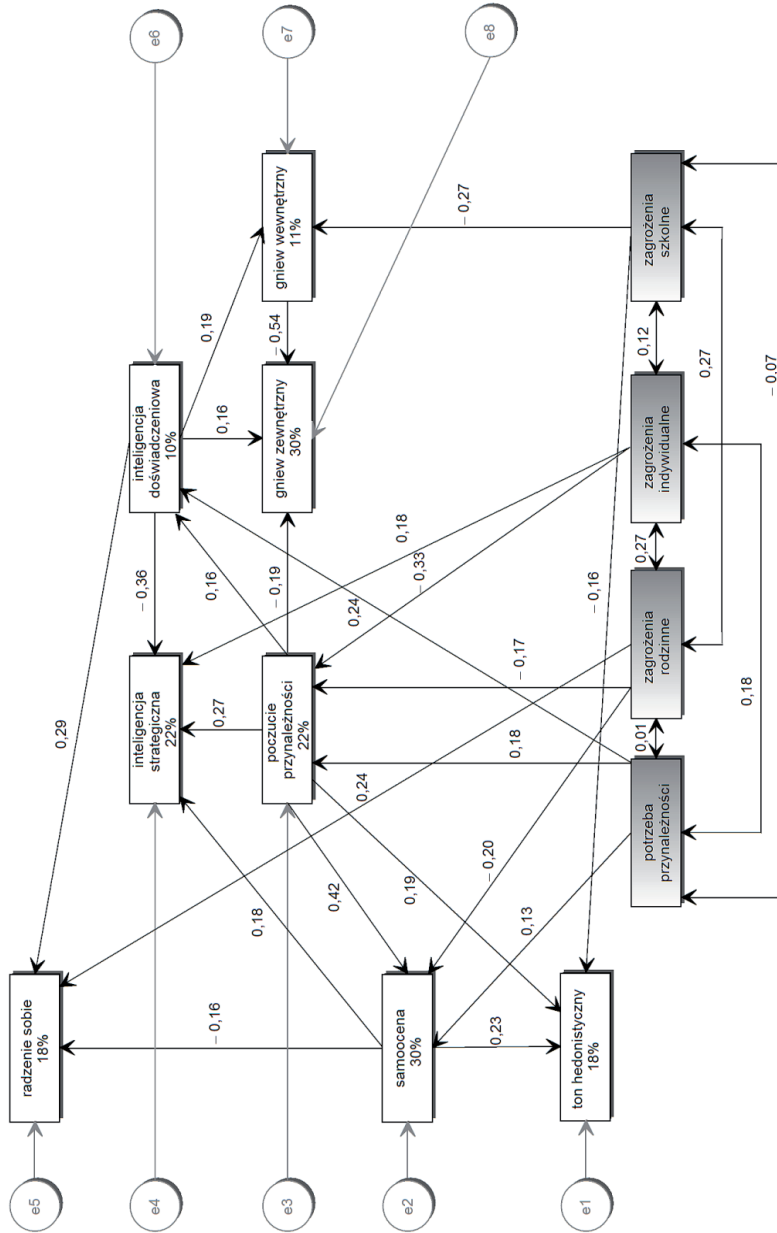 e5
radzenie sobie
18%
0,29
e4
inteligencja
strategiczna
22%
– 0,36
inteligencja
doświadczeniowa
10%
e6
– 0,16
0,18
0,27
0,16
0,16
0,19
e3
poczucie
przynależności
22%
– 0,19
gniew zewnętrzny
30%
– 0,54
gniew wewnętrzny
11%
e7
0,42
0,24
0,24
0,18
e8
e2
samoocena
30%
0,19
– 0,33
– 0,20
0,18
– 0,17
– 0,27
0,23
0,13
– 0,16
e1
ton hedonistyczny
18%
potrzeba
przynależności
0,01
zagrożenia
rodzinne
0,27
zagrożenia
indywidualne
0,12
zagrożenia
szkolne
0,27
0,18
– 0,07